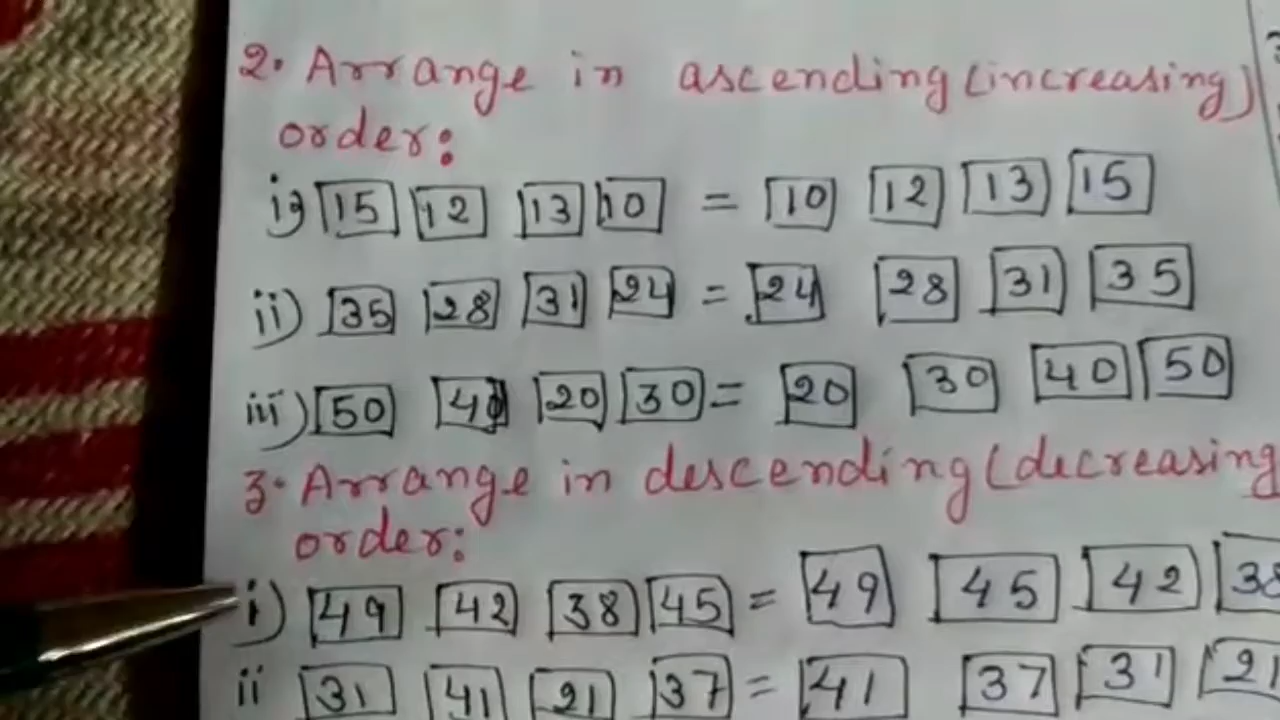 2. Arrange in ascending (increasing)
order:
i) 15 12 13 10 = 10 12 13 15
ii) 35 28 31 24 = 24 28 31 35
iii) 50 40 20 30 = 20 30 40 50
3. Arrange in descending (decreasing
order:
i) 49 42 38 45 = 49 45 42 38
ii 31 41 21 37 = 41 37 31 21